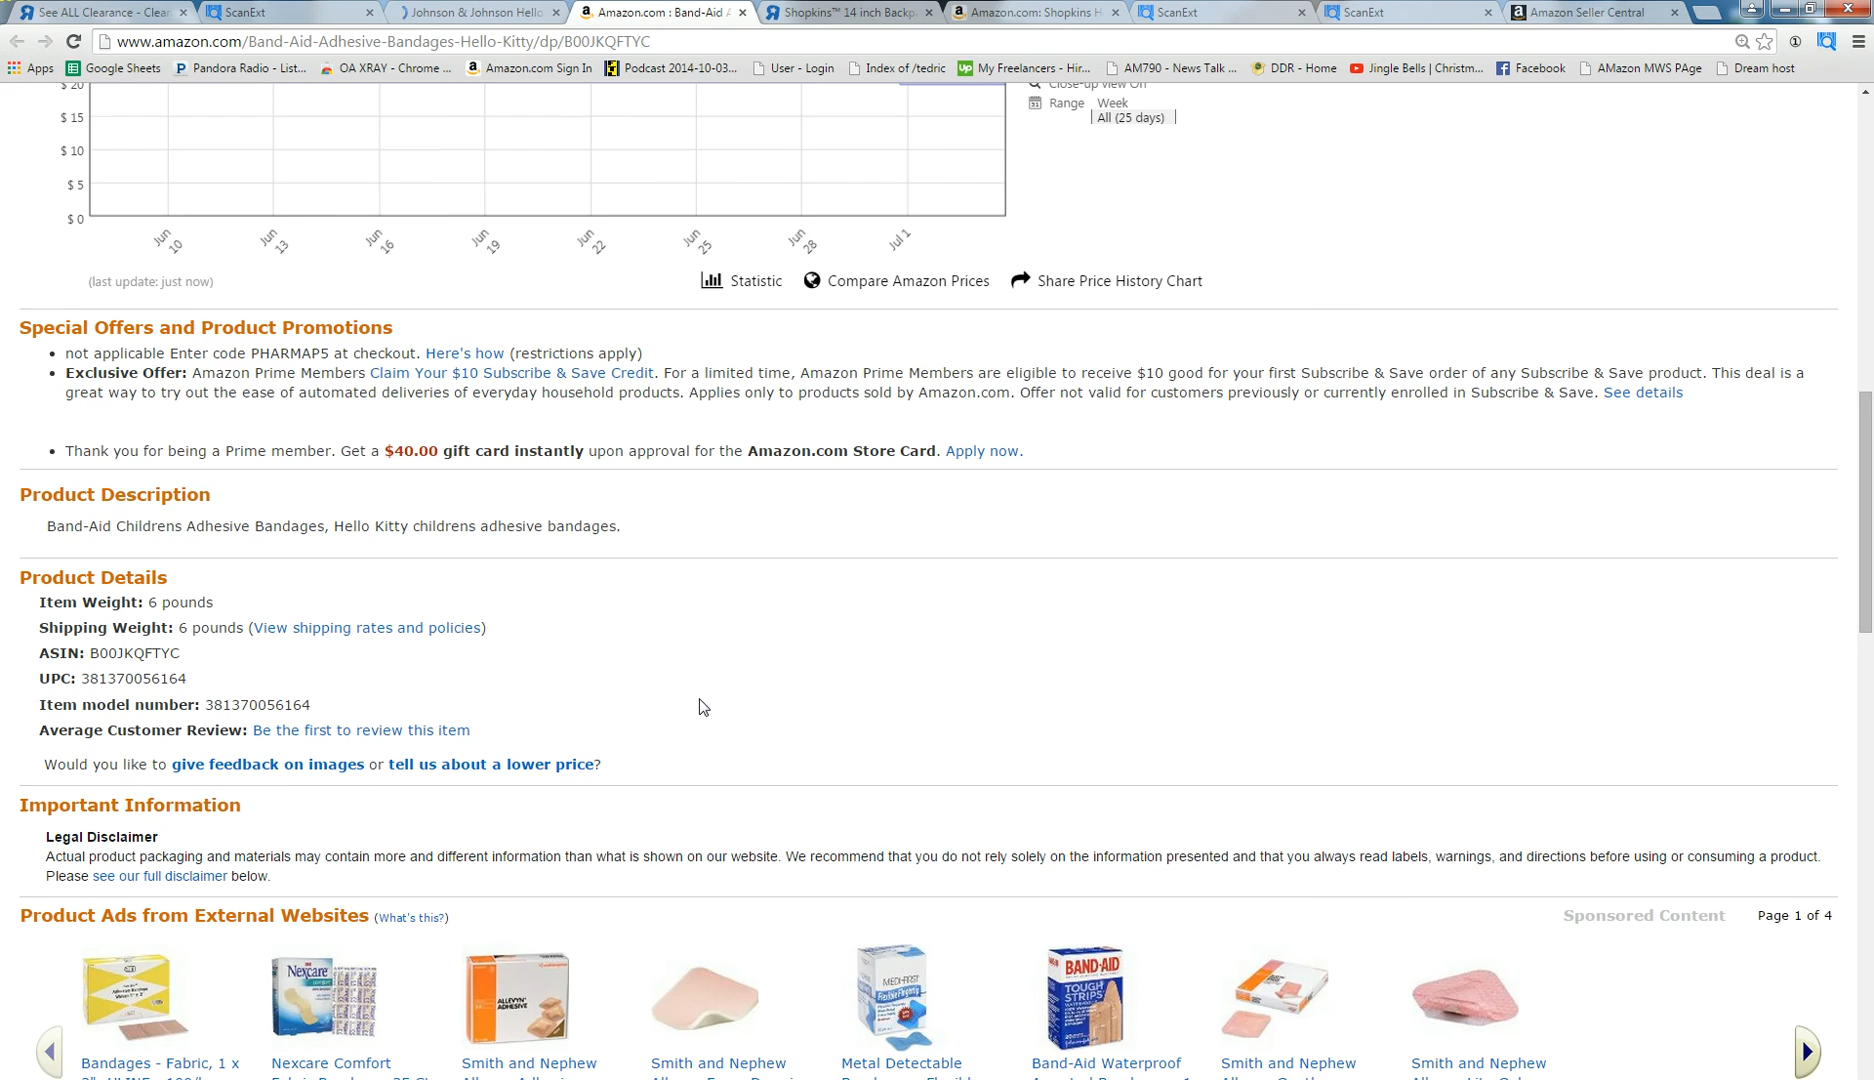 See ALL Clearance - Clear
ScanExt
Johnson & Johnson Hello
Amazon.com : Band-Aid A
Shopkins™ 14 inch Backp
Amazon.com: Shopkins H
ScanExt
ScanExt
Amazon Seller Central
www.amazon.com/Band-Aid-Adhesive-Bandages-Hello-Kitty/dp/B00JKQFTYC
Apps
Google Sheets
Pandora Radio - List...
OA XRAY - Chrome ...
Amazon.com Sign In
Podcast 2014-10-03...
User - Login
Index of /tedric
My Freelancers - Hir...
AM790 - News Talk ...
DDR - Home
Jingle Bells | Christm...
Facebook
AMazon MWS PAge
Dream host
Close-up view Off
$ 20
Range Week
All (25 days)
$ 15
$ 10
$ 5
$ 0
Jun 10
Jun 13
Jun 16
Jun 19
Jun 22
Jun 25
Jun 28
Jul 1
(last update: just now)
Statistic
Compare Amazon Prices
Share Price History Chart
Special Offers and Product Promotions
• not applicable Enter code PHARMAP5 at checkout. Here's how (restrictions apply)
• Exclusive Offer: Amazon Prime Members Claim Your $10 Subscribe & Save Credit. For a limited time, Amazon Prime Members are eligible to receive $10 good for your first Subscribe & Save order of any Subscribe & Save product. This deal is a
great way to try out the ease of automated deliveries of everyday household products. Applies only to products sold by Amazon.com. Offer not valid for customers previously or currently enrolled in Subscribe & Save. See details
• Thank you for being a Prime member. Get a $40.00 gift card instantly upon approval for the Amazon.com Store Card. Apply now.
Product Description
Band-Aid Childrens Adhesive Bandages, Hello Kitty childrens adhesive bandages.
Product Details
Item Weight: 6 pounds
Shipping Weight: 6 pounds (View shipping rates and policies)
ASIN: B00JKQFTYC
UPC: 381370056164
Item model number: 381370056164
Average Customer Review: Be the first to review this item
Would you like to give feedback on images or tell us about a lower price?
Important Information
Legal Disclaimer
Actual product packaging and materials may contain more and different information than what is shown on our website. We recommend that you do not rely solely on the information presented and that you always read labels, warnings, and directions before using or consuming a product.
Please see our full disclaimer below.
Product Ads from External Websites (What's this?)
Sponsored Content
Page 1 of 4
Nexcare
ALLEVYN ADHESIVE
MEDI-FIRST
BAND-AID
TOUGH STRIPS
Bandages - Fabric, 1 x
Nexcare Comfort
Smith and Nephew
Smith and Nephew
Metal Detectable
Band-Aid Waterproof
Smith and Nephew
Smith and Nephew